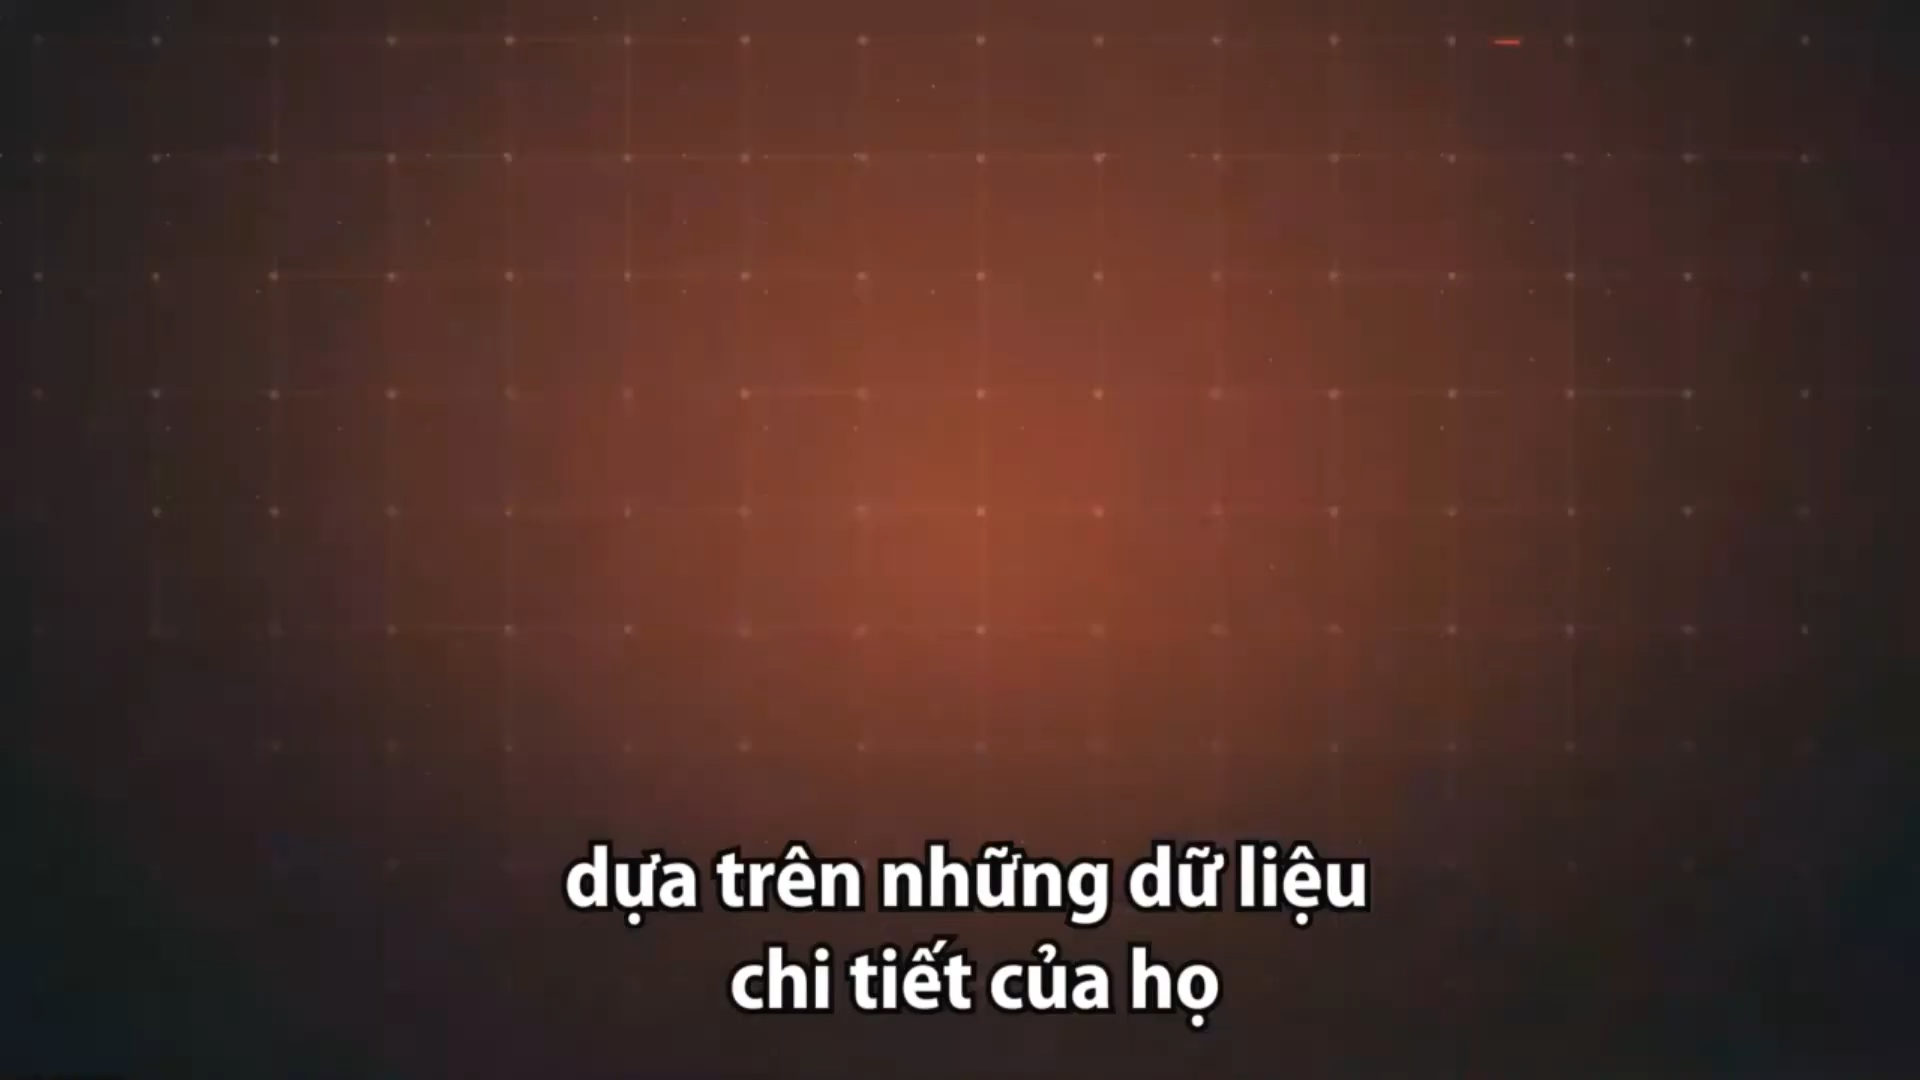 dựa trên những dữ liệu
chi tiết của họ